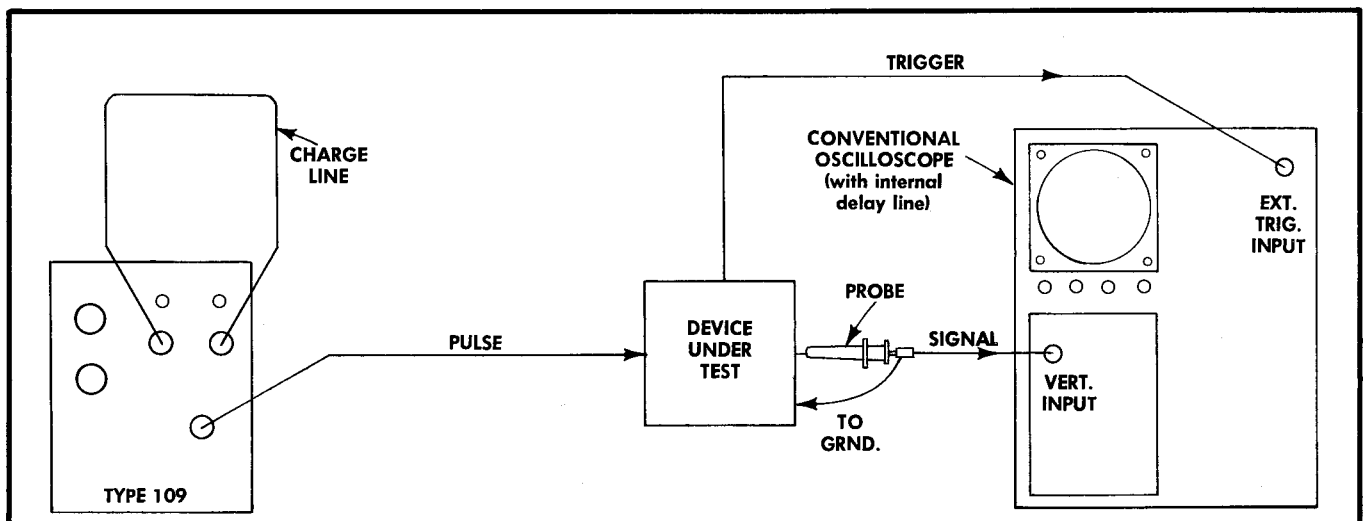 TRIGGER
CHARGE
LINE
CONVENTIONAL
OSCILLOSCOPE
(with internal
delay line)
EXT.
TRIG.
INPUT
PULSE
DEVICE
UNDER
TEST
PROBE
SIGNAL
VERT.
INPUT
TO
GRND.
TYPE 109